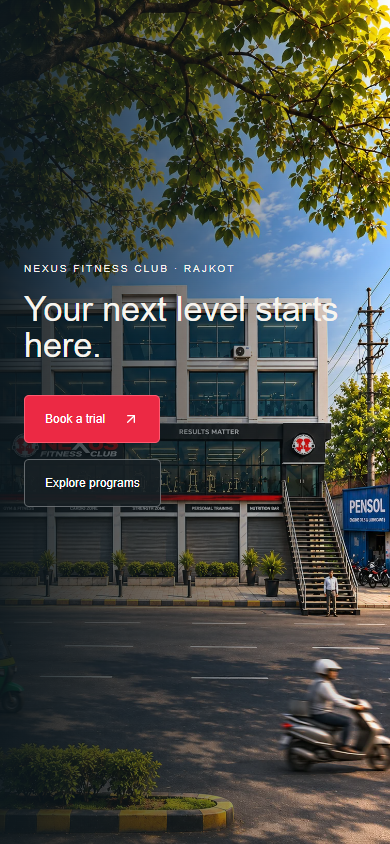 NEXUS FITNESS CLUB · RAJKOT
Your next level starts
here.
Book a trial
RESULTS MATTER
NEXUS
FITNESS CLUB
Explore programs
PENSOL
STRENGTH ZONE
PERSONAL TRAINING
NUTRITION BAR